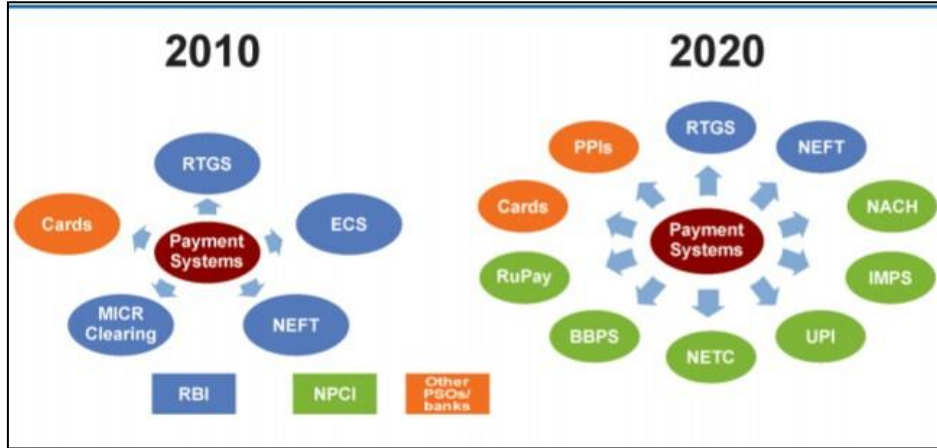 2010
RTGS
Cards
ECS
Payment
Systems
MICR
Clearing
NEFT
RBI
NPCI
Other
PSOs/
banks
2020
RTGS
PPIs
NEFT
Cards
NACH
Payment
Systems
RuPay
IMPS
BBPS
UPI
NETC